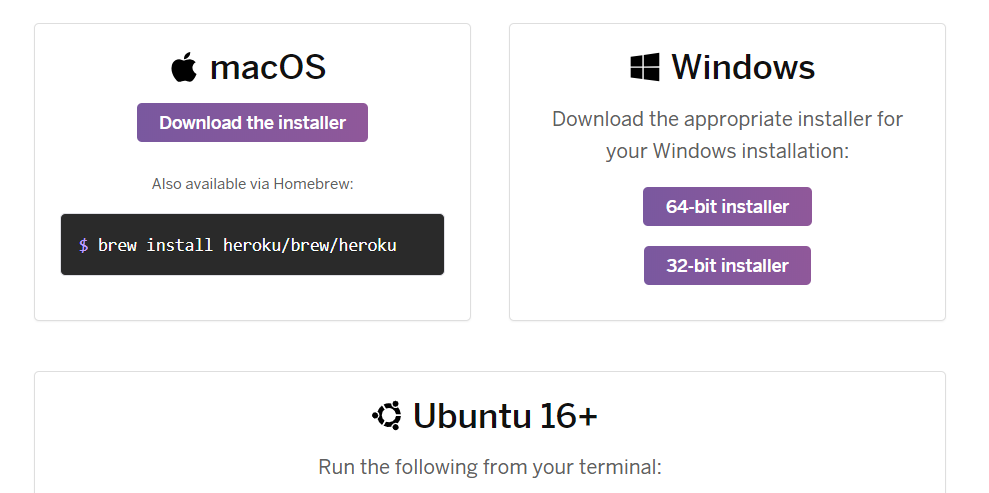 macOS
Download the installer
Also available via Homebrew:
$ brew install heroku/brew/heroku
Windows
Download the appropriate installer for
your Windows installation:
64-bit installer
32-bit installer
Ubuntu 16+
Run the following from your terminal: